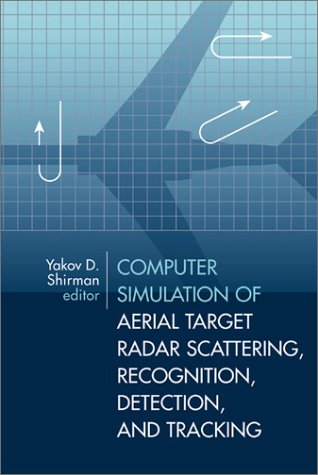 Yakov D.
Shirman
editor
COMPUTER
SIMULATION OF
AERIAL TARGET
RADAR SCATTERING,
RECOGNITION,
DETECTION,
AND TRACKING